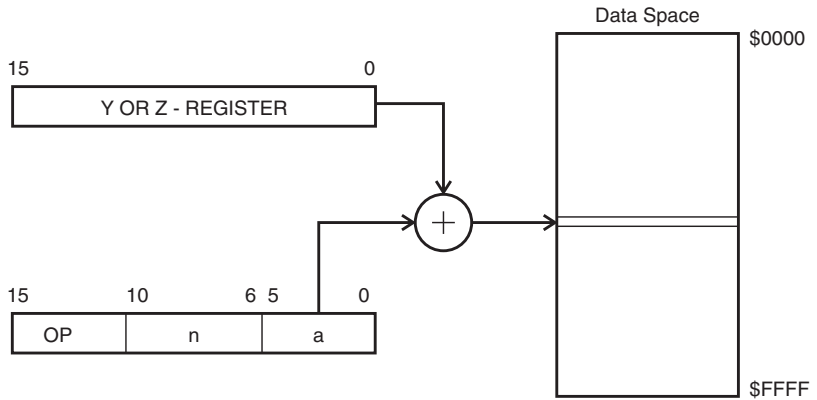 Data Space
$0000
15 0
Y OR Z - REGISTER
+
15 10 6 5 0
OP n a
$FFFF